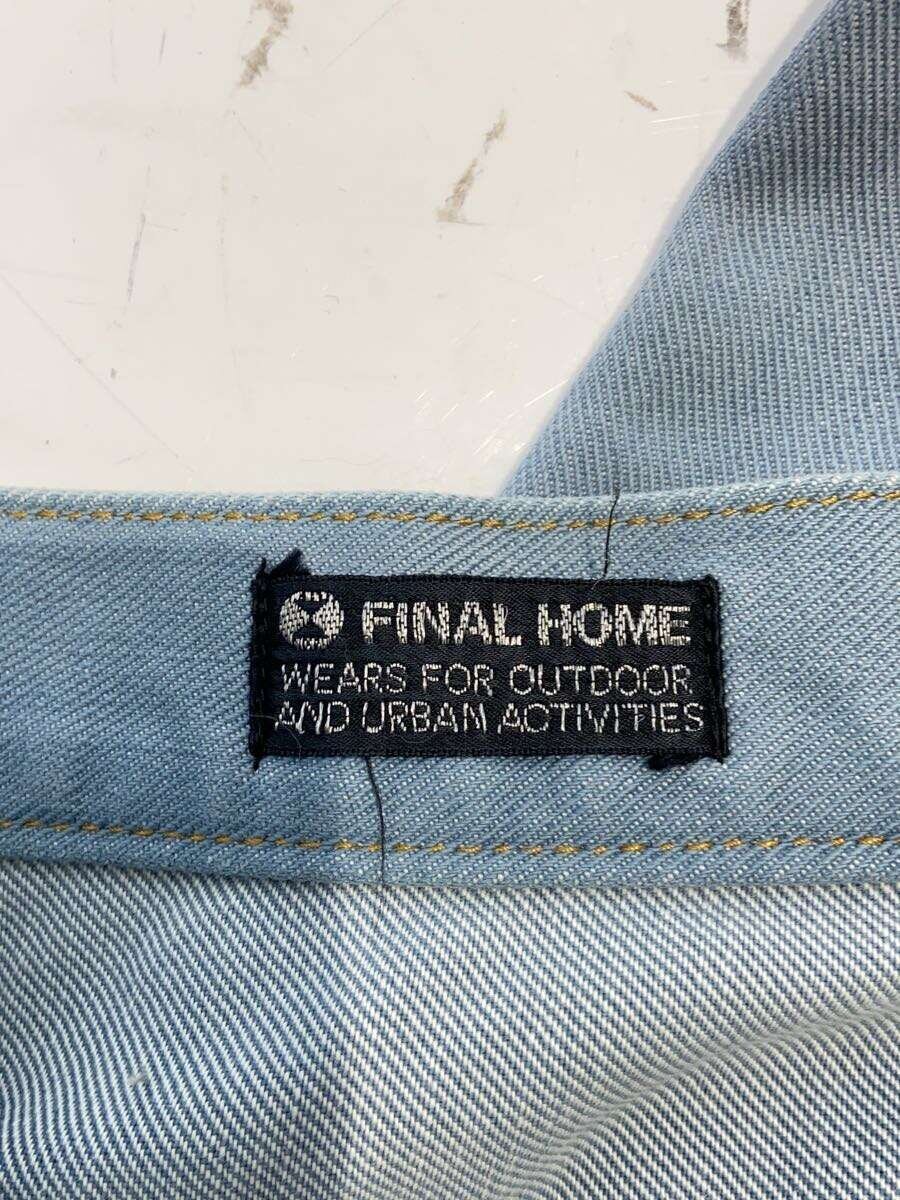 FINAL HOME
WEARS FOR OUTDOOR
AND URBAN ACTIVITIES